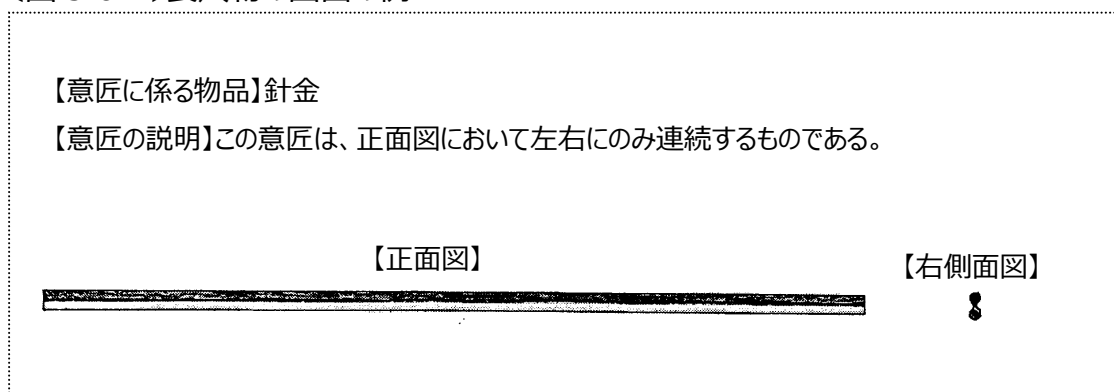 【意匠に係る物品】針金
【意匠の説明】この意匠は、正面図において左右にのみ連続するものである。
【正面図】
【右側面図】